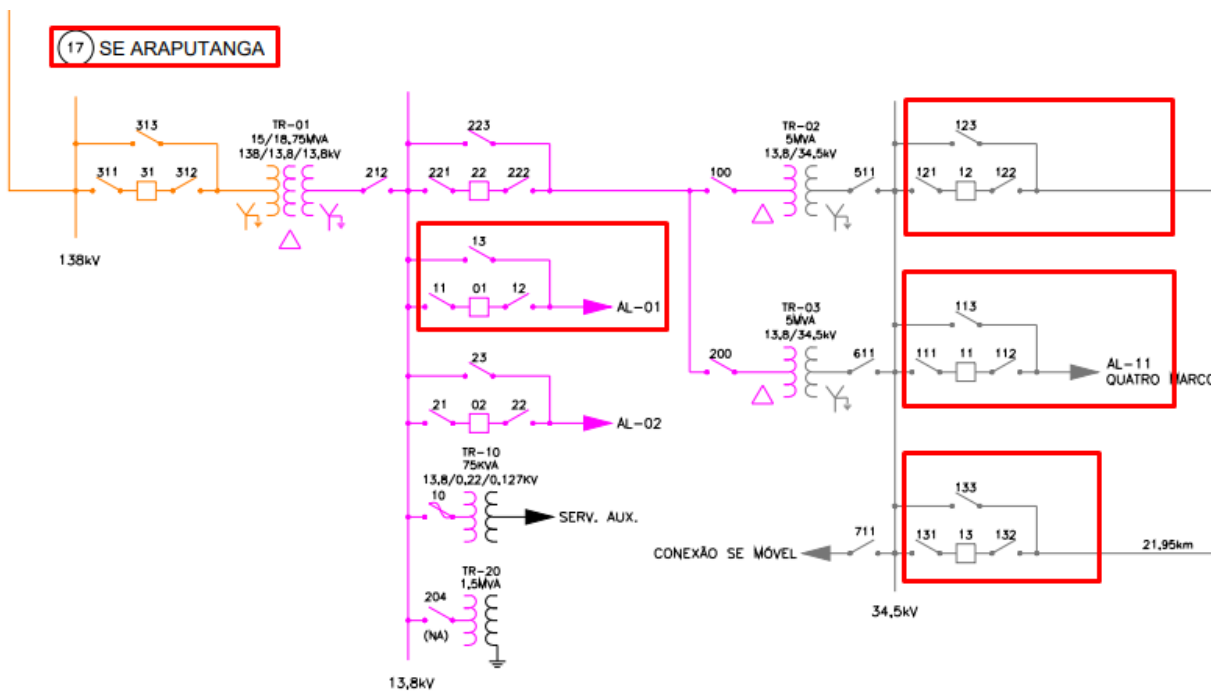 17 SE ARAPUTANGA
313
311 31 312
138kV
TR-01
15/18.75MVA
138/13.8/13.8kV
212
223
221 22 222
13
11 01 12
AL-01
23
21 02 22
AL-02
TR-10
75KVA
13.8/0.22/0.127KV
10
SERV. AUX.
TR-20
1.5MVA
204
(NA)
13,8kV
100
TR-02
5MVA
13.8/34.5kV
511
200
TR-03
5MVA
13.8/34.5kV
611
123
121 12 122
113
111 11 112
AL-11
QUATRO MARCO
133
131 13 132
711
CONEXÃO SE MÓVEL
21,95km
34,5kV